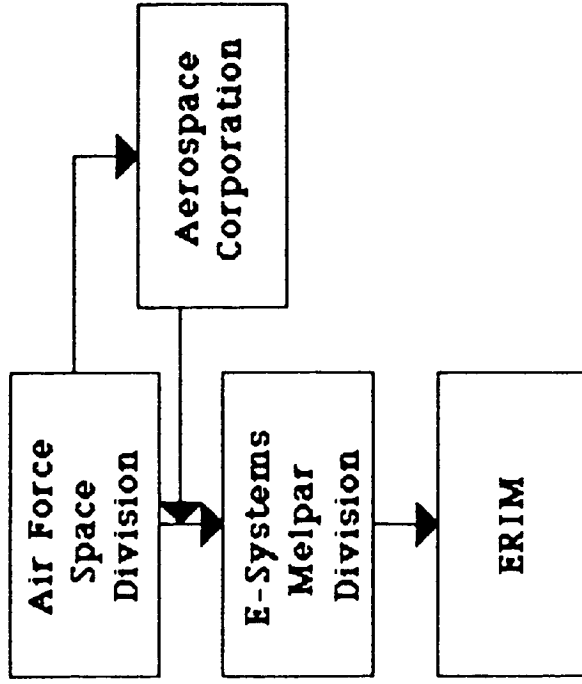 Air Force
Space
Division
Aerospace
Corporation
E-Systems
Melpar
Division
ERIM